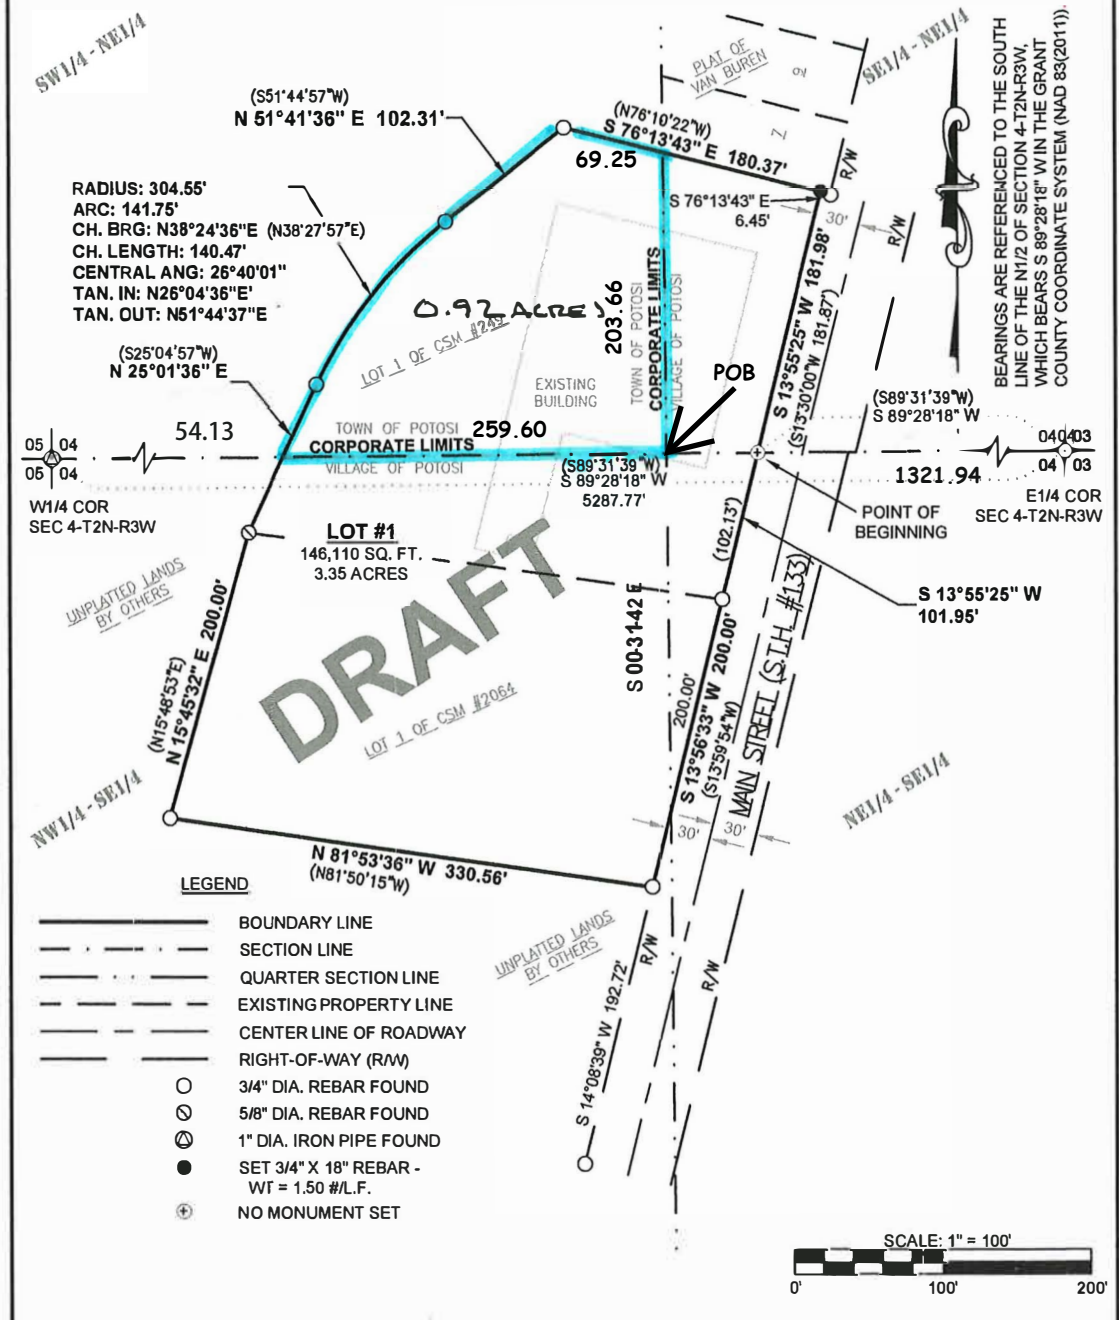 SW1/4 - NE1/4
SE1/4 - NE1/4
PLAT OF
VAN BUREN
6
7
BEARINGS ARE REFERENCED TO THE SOUTH
LINE OF THE N1/2 OF SECTION 4-T2N-R3W,
WHICH BEARS S 89°28'18" W IN THE GRANT
COUNTY COORDINATE SYSTEM (NAD 83(2011)).
(S51°44'57"W)
N 51°41'36" E 102.31'
(N76°10'22"W)
S 76°13'43" E 180.37'
69.25
R/W
S 76°13'43" E
6.45'
30'
R/W
RADIUS: 304.55'
ARC: 141.75'
CH. BRG: N38°24'36"E (N38°27'57"E)
CH. LENGTH: 140.47'
CENTRAL ANG: 26°40'01"
TAN. IN: N26°04'36"E'
TAN. OUT: N51°44'37"E
0.92 ACRES
LOT 1 OF CSM #249
203.66
TOWN OF POTOSI
CORPORATE LIMITS
VILLAGE OF POTOSI
S 13°55'25" W 181.98'
(S13°30'00"W 181.87')
(S25°04'57"W)
N 25°01'36" E
EXISTING
BUILDING
POB
(S89°31'39"W)
S 89°28'18" W
54.13
TOWN OF POTOSI
259.60
CORPORATE LIMITS
VILLAGE OF POTOSI
05 04
05 04
W1/4 COR
SEC 4-T2N-R3W
(S89°31'39"W)
S 89°28'18" W
5287.77'
1321.94
04 04 03
04 03
E1/4 COR
SEC 4-T2N-R3W
POINT OF
BEGINNING
LOT #1
146,110 SQ. FT.
3.35 ACRES
(102.13')
S 13°55'25" W
101.95'
UNPLATTED LANDS
BY OTHERS
DRAFT
S 00-31-42 E
(N15°48'53"E)
N 15°45'32" E 200.00'
LOT 1 OF CSM #2064
200.00'
S 13°56'33" W 200.00'
(S13°59'54"W)
MAIN STREET (S.T.H. #133)
NW1/4 - SE1/4
NE1/4 - SE1/4
30'
30'
N 81°53'36" W 330.56'
(N81°50'15"W)
UNPLATTED LANDS
BY OTHERS
S 14°08'39" W 192.72'
R/W
R/W
LEGEND
BOUNDARY LINE
SECTION LINE
QUARTER SECTION LINE
EXISTING PROPERTY LINE
CENTER LINE OF ROADWAY
RIGHT-OF-WAY (R/W)
3/4" DIA. REBAR FOUND
5/8" DIA. REBAR FOUND
1" DIA. IRON PIPE FOUND
SET 3/4" X 18" REBAR -
WT = 1.50 #/L.F.
NO MONUMENT SET
SCALE: 1" = 100'
0'
100'
200'